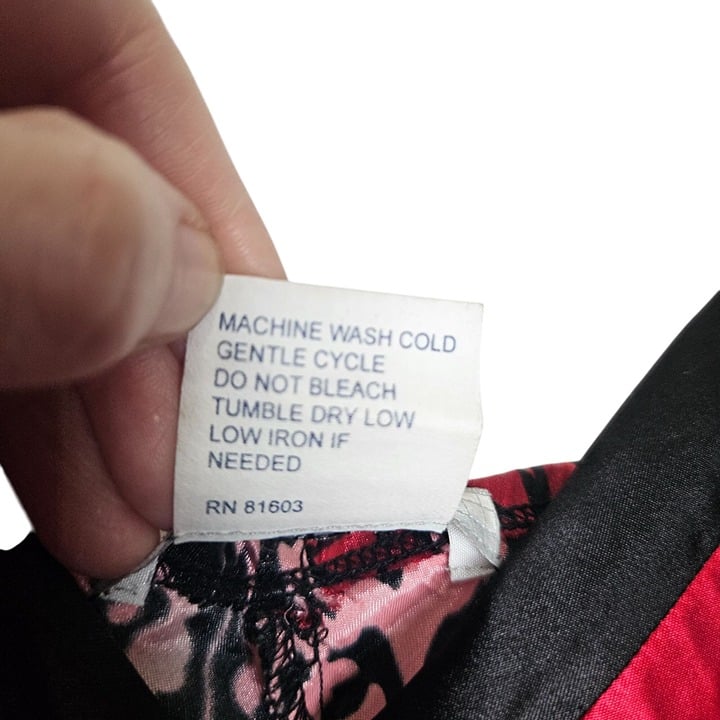 MACHINE WASH COLD
GENTLE CYCLE
DO NOT BLEACH
TUMBLE DRY LOW
LOW IRON IF
NEEDED
RN 81603